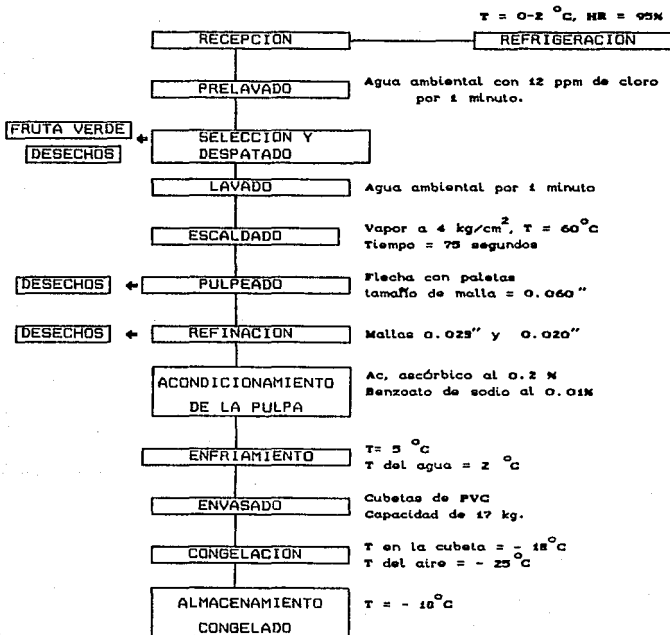 T = 0-2 °C, HR = 95%
RECEPCION
REFRIGERACION
PRELAVADO
Agua ambiental con 12 ppm de cloro
por 1 minuto.
FRUTA VERDE
DESECHOS
SELECCION Y
DESPATADO
LAVADO
Agua ambiental por 1 minuto
ESCALDADO
Vapor a 4 kg/cm², T = 60°C
Tiempo = 75 segundos
DESECHOS
PULPEADO
Flecha con paletas
tamaño de malla = 0.060"
DESECHOS
REFINACION
Mallas 0.025" y 0.020"
ACONDICIONAMIENTO
DE LA PULPA
Ac, ascórbico al 0.2 %
Benzoato de sodio al 0.01%
ENFRIAMIENTO
T= 5 °C
T del agua = 2 °C
ENVASADO
Cubetas de PVC
Capacidad de 17 kg.
CONGELACION
T en la cubeta = - 18°C
T del aire = - 25°C
ALMACENAMIENTO
CONGELADO
T = - 18°C